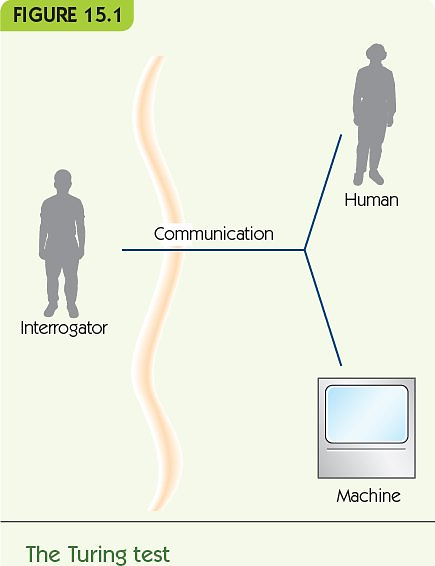 FIGURE 15.1
Communication
Human
Interrogator
Machine
The Turing test